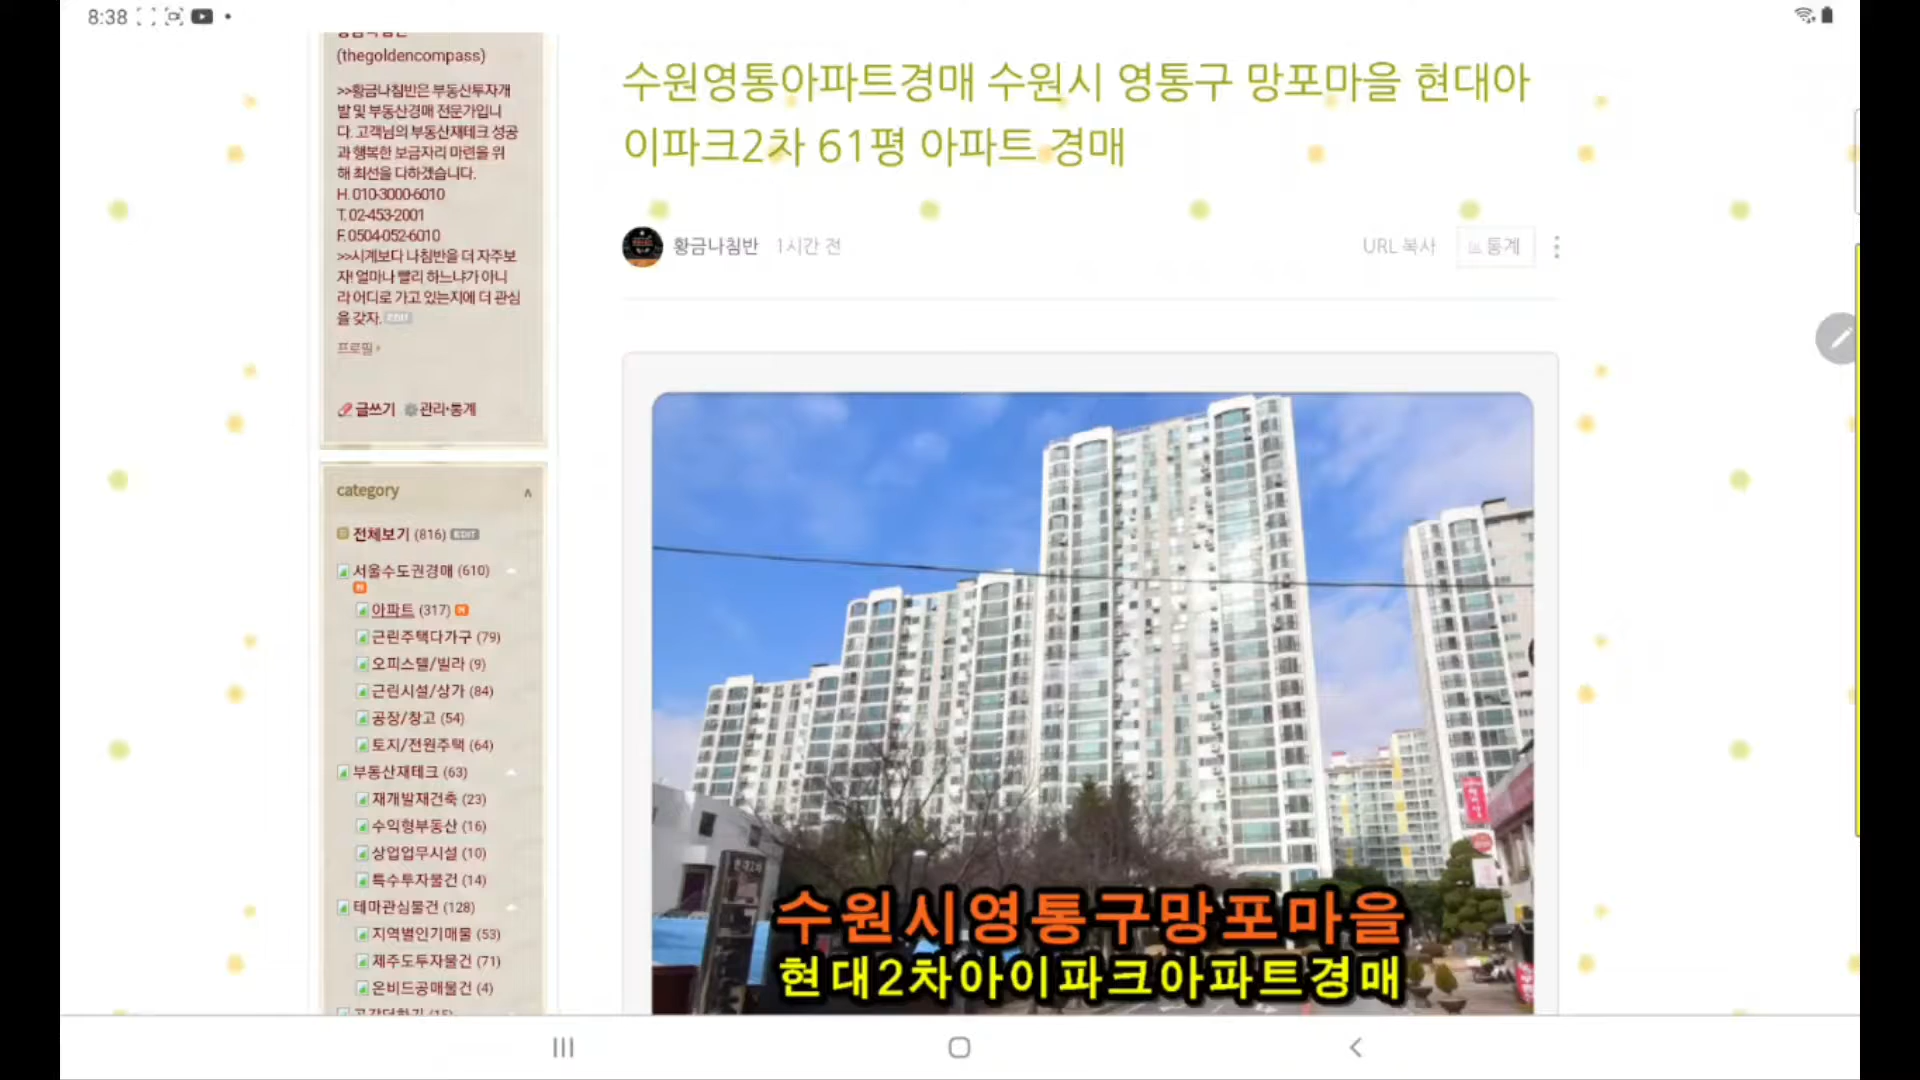 8:38
(thegoldencompass)
>>황금나침반은 부동산투자개
발 및 부동산경매 전문가입니
다. 고객님의 부동산재테크 성공
과 행복한 보금자리 마련을 위
해 최선을 다하겠습니다.
H. 010-3000-6010
T. 02-453-2001
F. 0504-052-6010
>>시계보다 나침반을 더 자주보
자! 얼마나 빨리 하느냐가 아니
라 어디로 가고 있는지에 더 관심
을 갖자. EDIT
프로필
글쓰기 관리·통계
category
전체보기 (816) EDIT
서울수도권경매 (610)
N
아파트 (317) N
근린주택다가구 (79)
오피스텔/빌라 (9)
근린시설/상가 (84)
공장/창고 (54)
토지/전원주택 (64)
부동산재테크 (63)
재개발재건축 (23)
수익형부동산 (16)
상업업무시설 (10)
특수투자물건 (14)
테마관심물건 (128)
지역별인기매물 (53)
제주도투자물건 (71)
온비드공매물건 (4)
수원영통아파트경매 수원시 영통구 망포마을 현대아
이파크2차 61평 아파트 경매
황금나침반 1시간 전
URL 복사 통계
수원시영통구망포마을
현대2차아이파크아파트경매